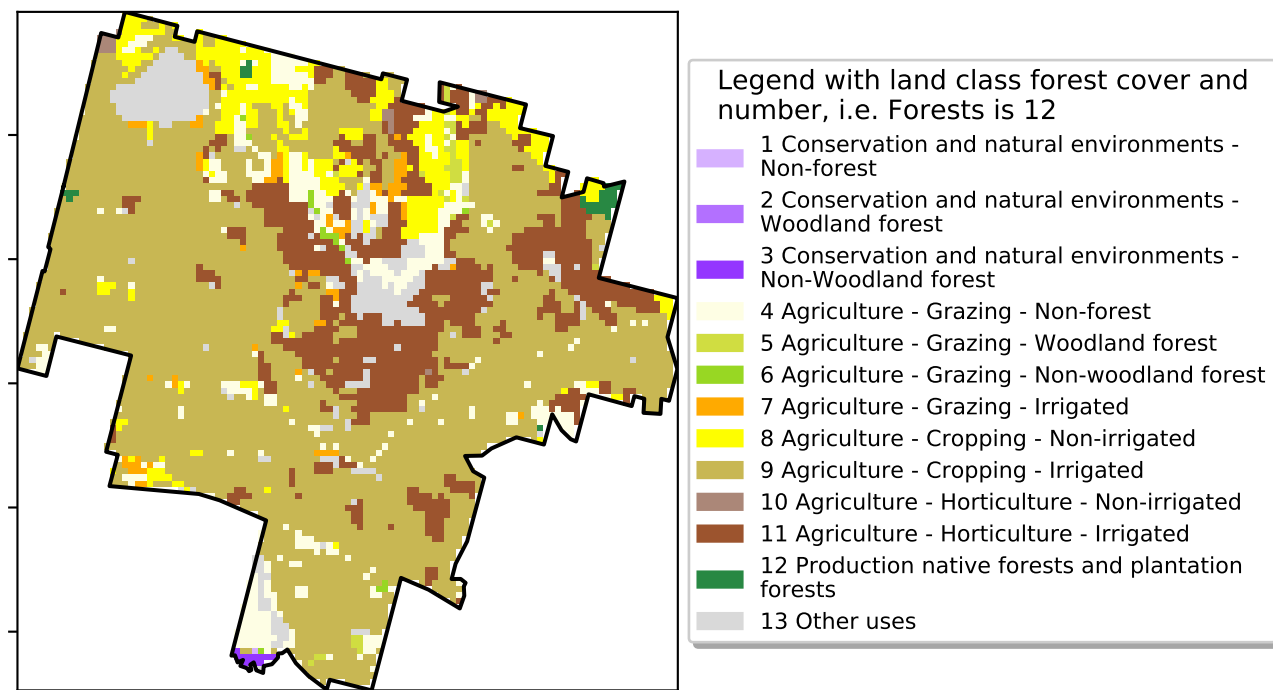 Legend with land class forest cover and
number, i.e. Forests is 12
1 Conservation and natural environments -
Non-forest
2 Conservation and natural environments -
Woodland forest
3 Conservation and natural environments -
Non-Woodland forest
4 Agriculture - Grazing - Non-forest
5 Agriculture - Grazing - Woodland forest
6 Agriculture - Grazing - Non-woodland forest
7 Agriculture - Grazing - Irrigated
8 Agriculture - Cropping - Non-irrigated
9 Agriculture - Cropping - Irrigated
10 Agriculture - Horticulture - Non-irrigated
11 Agriculture - Horticulture - Irrigated
12 Production native forests and plantation
forests
13 Other uses